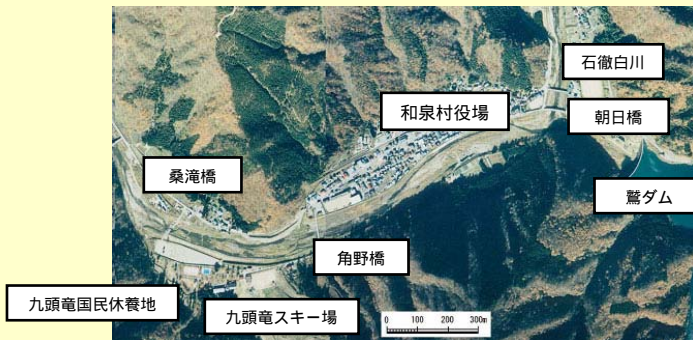 石徹白川
和泉村役場
朝日橋
桑滝橋
鷲ダム
角野橋
九頭竜国民休養地
九頭竜スキー場
0 100 200 300m